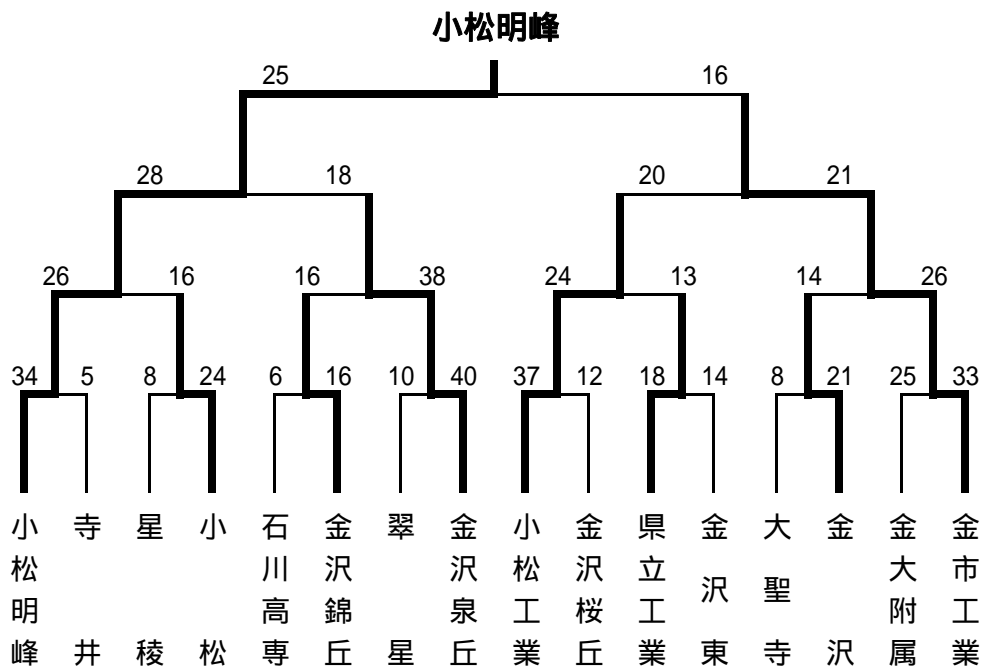 小松明峰
25 16
28 18 20 21
26 16 16 38 24 13 14 26
34 5 8 24 6 16 10 40 37 12 18 14 8 21 25 33
小松明峰
寺井
星稜
小松
石川高専
金沢錦丘
翠星
金沢泉丘
小松工業
金沢桜丘
県立工業
金沢東
大聖寺
金沢
金大附属
金市工業